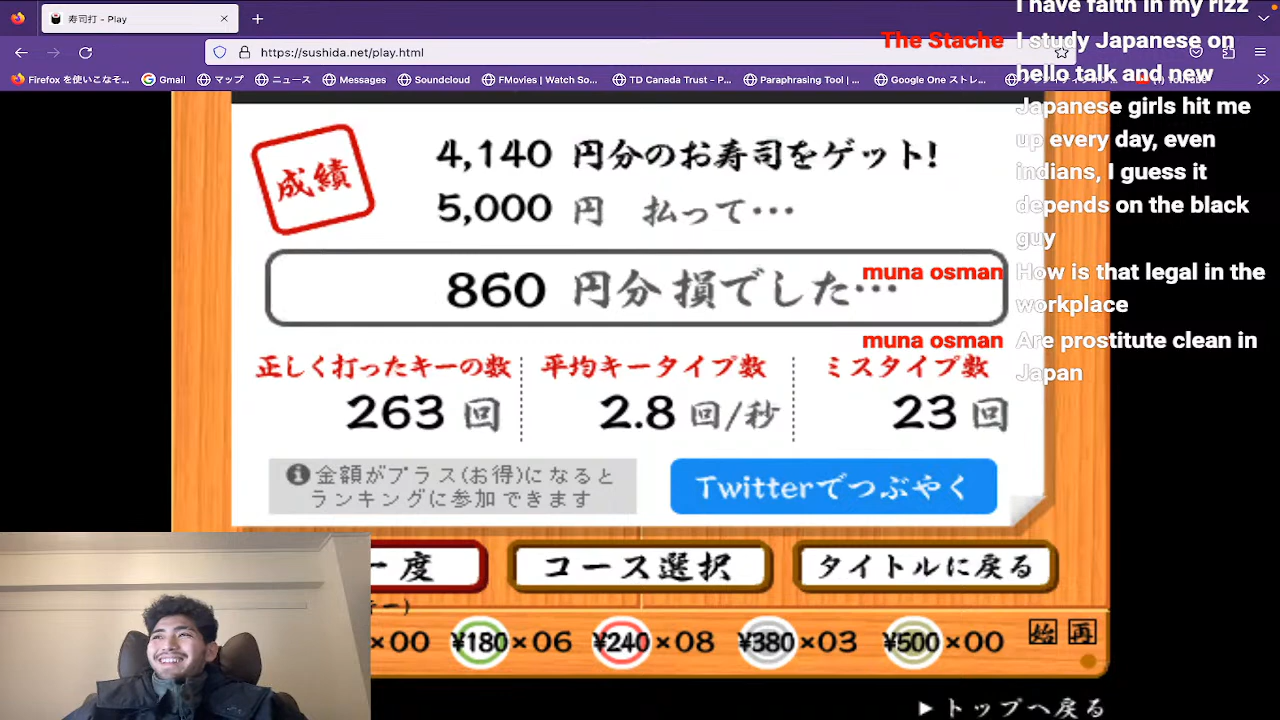 寿司打 - Play
https://sushida.net/play.html
Firefox を使いこなそ...
Gmail
マップ
ニュース
Messages
Soundcloud
FMovies | Watch So...
TD Canada Trust - P...
Paraphrasing Tool | ...
Google One ストレ...
I have faith in my rizz
The Stache I study Japanese on
hello talk and new
Japanese girls hit me
up every day, even
indians, I guess it
depends on the black
guy
muna osman How is that legal in the
workplace
muna osman Are prostitute clean in
Japan
成績
4,140 円分のお寿司をゲット!
5,000 円 払って…
860 円分 損でした…
正しく打ったキーの数
263 回
平均キータイプ数
2.8 回/秒
ミスタイプ数
23 回
金額がプラス(お得)になると
ランキングに参加できます
Twitterでつぶやく
一度
コース選択
タイトルに戻る
×00
¥180×06
¥240×08
¥380×03
¥500×00
始 再
▶トップへ戻る